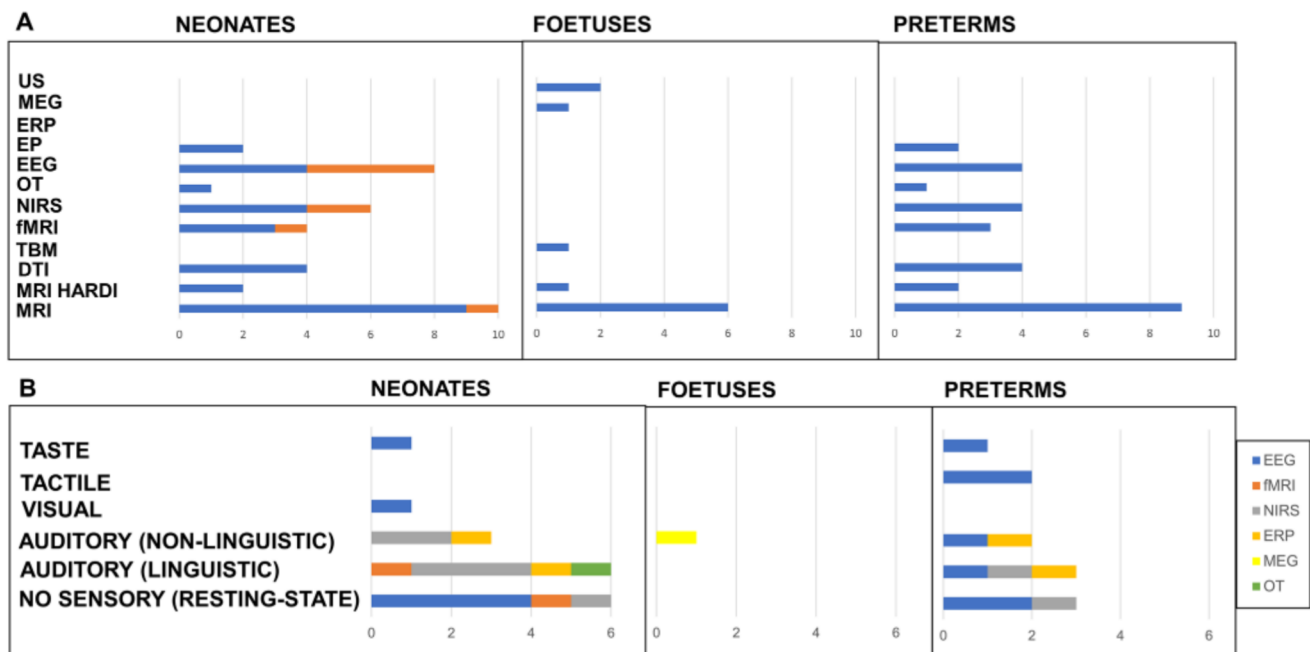 A
NEONATES FOETUSES PRETERMS
US
MEG
ERP
EP
EEG
OT
NIRS
fMRI
TBM
DTI
MRI HARDI
MRI
0 2 4 6 8 10 0 2 4 6 8 10 0 2 4 6 8 10
B
NEONATES FOETUSES PRETERMS
TASTE
TACTILE
VISUAL
AUDITORY (NON-LINGUISTIC)
AUDITORY (LINGUISTIC)
NO SENSORY (RESTING-STATE)
0 2 4 6 0 2 4 6 0 2 4 6
EEG
fMRI
NIRS
ERP
MEG
OT